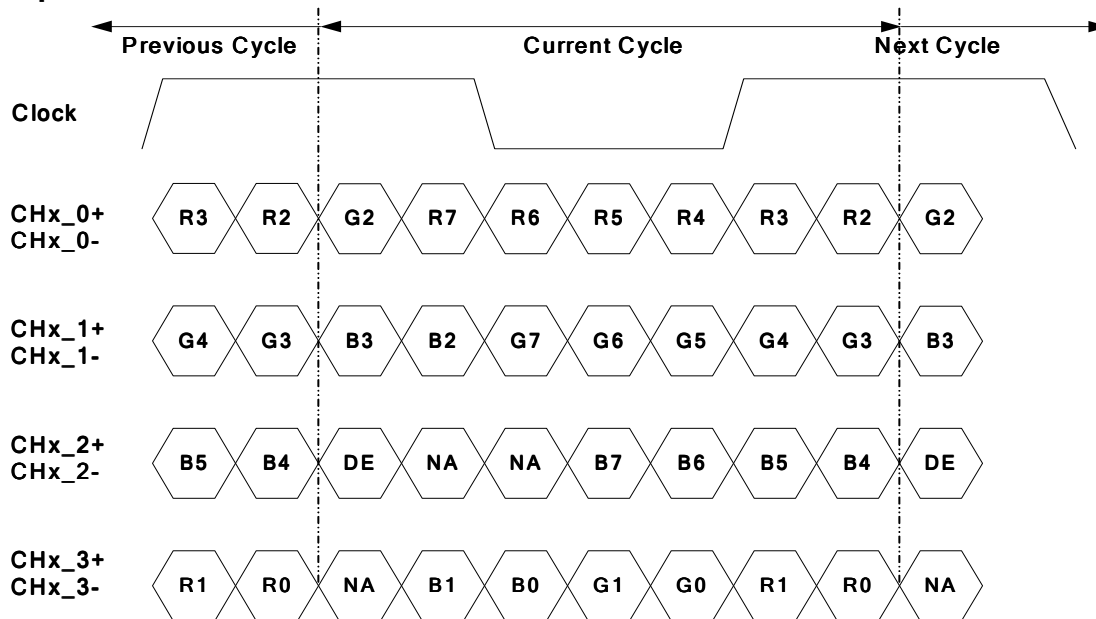 Previous Cycle Current Cycle Next Cycle
Clock
CHx_0+
CHx_0-
R3 R2 G2 R7 R6 R5 R4 R3 R2 G2
CHx_1+
CHx_1-
G4 G3 B3 B2 G7 G6 G5 G4 G3 B3
CHx_2+
CHx_2-
B5 B4 DE NA NA B7 B6 B5 B4 DE
CHx_3+
CHx_3-
R1 R0 NA B1 B0 G1 G0 R1 R0 NA